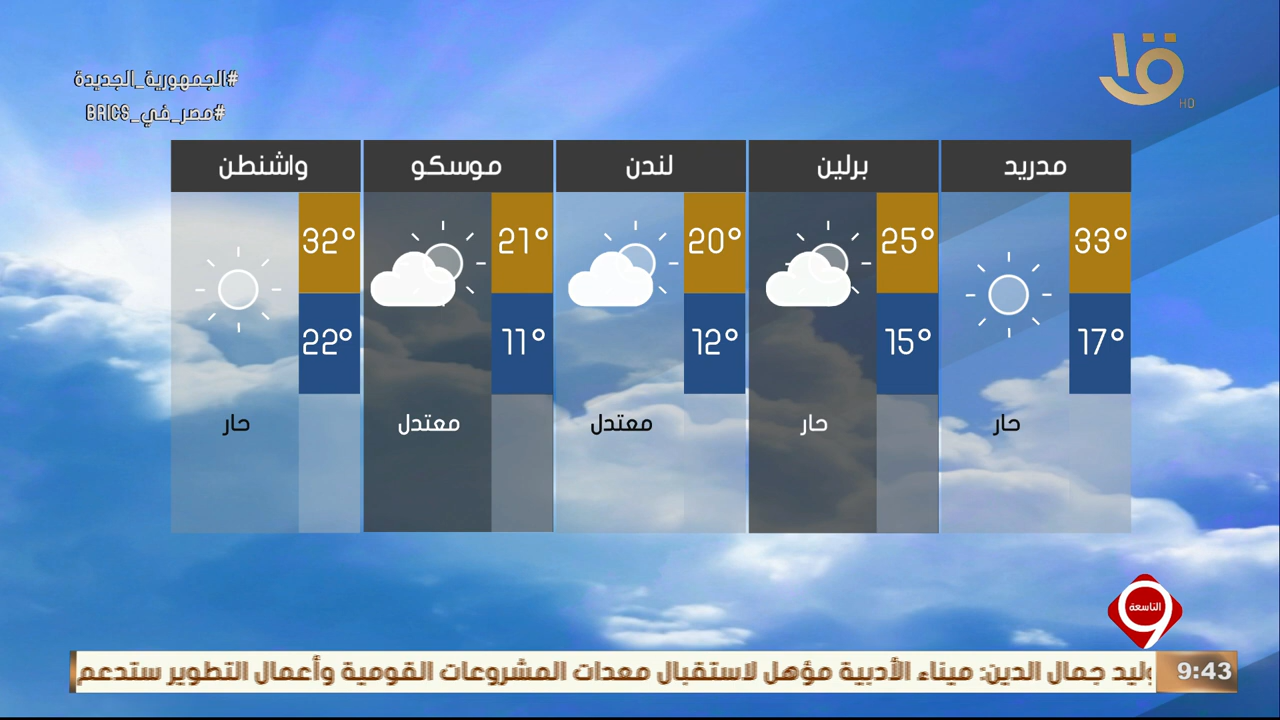 #الجمهورية_الجديدة
#مصر_في_BRICS
HD
مدريد
33°
17°
حار
برلين
25°
15°
حار
لندن
20°
12°
معتدل
موسكو
21°
11°
معتدل
واشنطن
32°
22°
حار
التاسعة
9
9:43
وليد جمال الدين: ميناء الأدبية مؤهل لاستقبال معدات المشروعات القومية وأعمال التطوير ستدعم